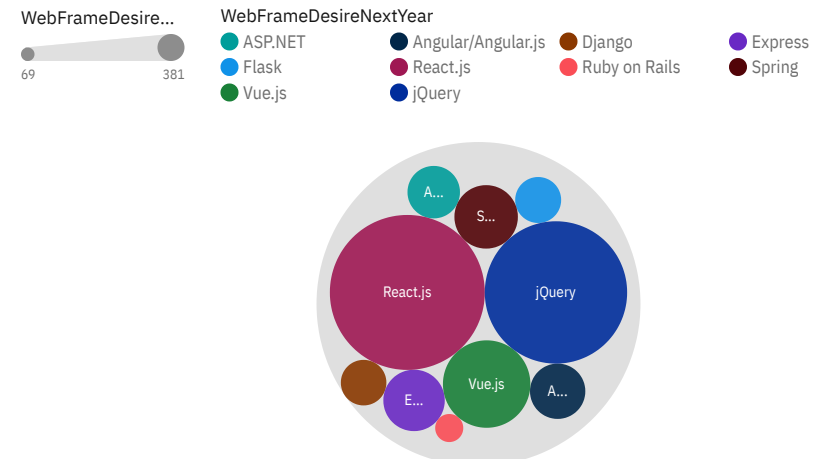 WebFrameDesire...
69 381
WebFrameDesireNextYear
ASP.NET Angular/Angular.js Django Express
Flask React.js Ruby on Rails Spring
Vue.js jQuery
A...
S...
React.js jQuery
Vue.js A...
E...